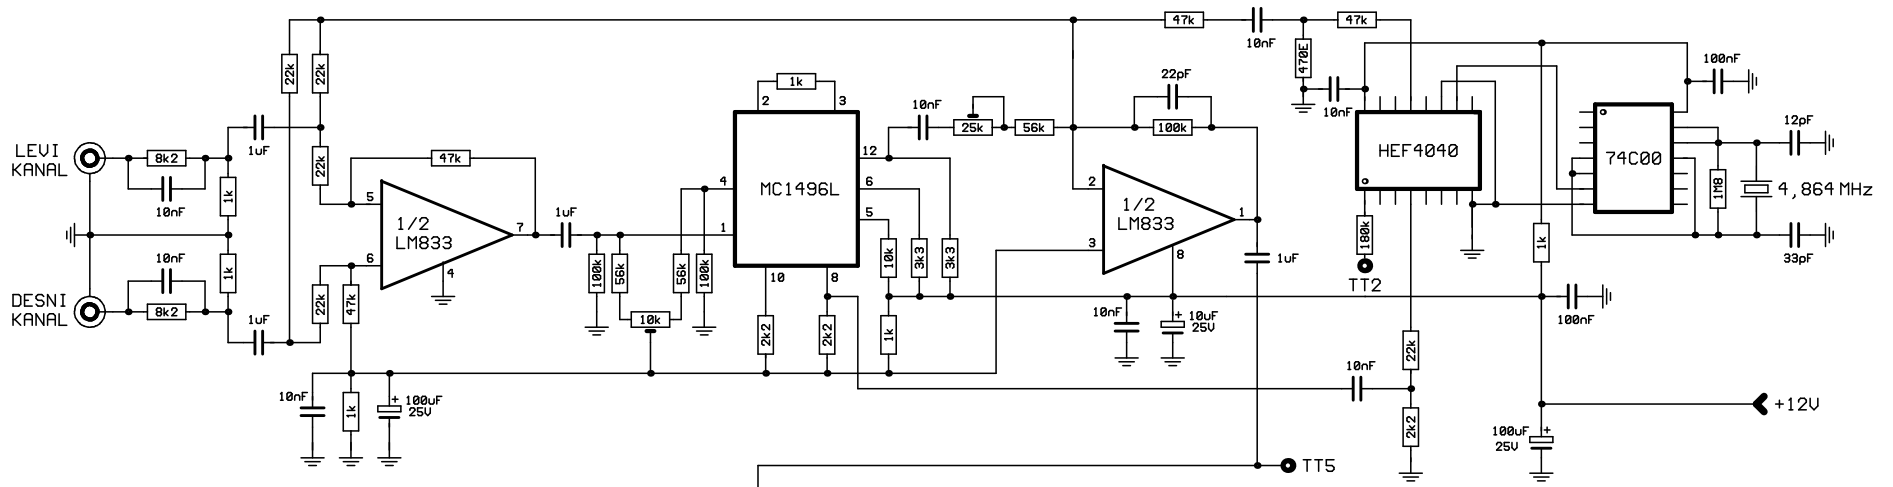 47k
10nF
47k
470E
10nF
22k
22k
1k
2
3
22pF
100k
100nF
10nF
25k
56k
LEVI
KANAL
8k2
10nF
1uF
1k
22k
47k
5
6
1/2
LM833
7
4
1uF
MC1496L
12
6
5
4
1
10
8
HEF4040
74C00
12pF
1M8
4,864 MHz
33pF
180k
TT2
2
3
1/2
LM833
1
8
1uF
1k
10nF
1k
DESNI
KANAL
8k2
1uF
22k
47k
100k
56k
56k
100k
10k
10k
3k3
3k3
2k2
2k2
1k
10nF
10uF
25V
100nF
22k
10nF
2k2
10nF
1k
100uF
25V
+12V
100uF
25V
TT5